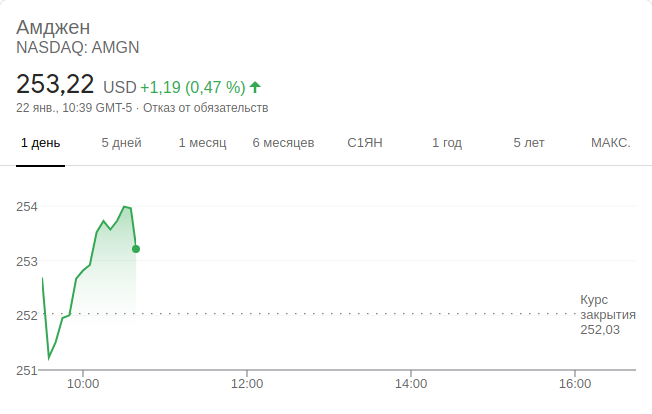 Амджен
NASDAQ: AMGN
253,22 USD +1,19 (0,47 %)
22 янв., 10:39 GMT-5 · Отказ от обязательств
1 день 5 дней 1 месяц 6 месяцев С1ЯН 1 год 5 лет МАКС.
254
253
252
251
Курс
закрытия
252,03
10:00 12:00 14:00 16:00